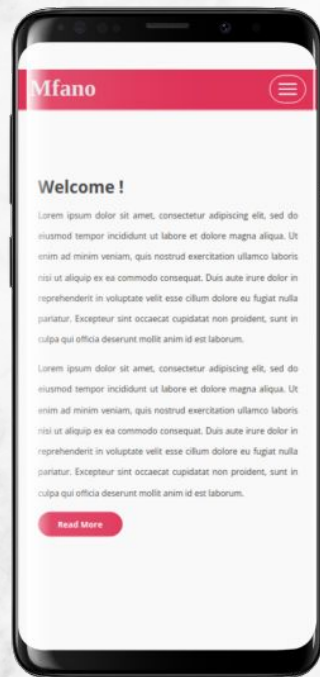 Mfano
Welcome !
Lorem ipsum dolor sit amet, consectetur adipiscing elit, sed do
eiusmod tempor incididunt ut labore et dolore magna aliqua. Ut
enim ad minim veniam, quis nostrud exercitation ullamco laboris
nisi ut aliquip ex ea commodo consequat. Duis aute irure dolor in
reprehenderit in voluptate velit esse cillum dolore eu fugiat nulla
pariatur. Excepteur sint occaecat cupidatat non proident, sunt in
culpa qui officia deserunt mollit anim id est laborum.
Lorem ipsum dolor sit amet, consectetur adipiscing elit, sed do
eiusmod tempor incididunt ut labore et dolore magna aliqua. Ut
enim ad minim veniam, quis nostrud exercitation ullamco laboris
nisi ut aliquip ex ea commodo consequat. Duis aute irure dolor in
reprehenderit in voluptate velit esse cillum dolore eu fugiat nulla
pariatur. Excepteur sint occaecat cupidatat non proident, sunt in
culpa qui officia deserunt mollit anim id est laborum.
Read More